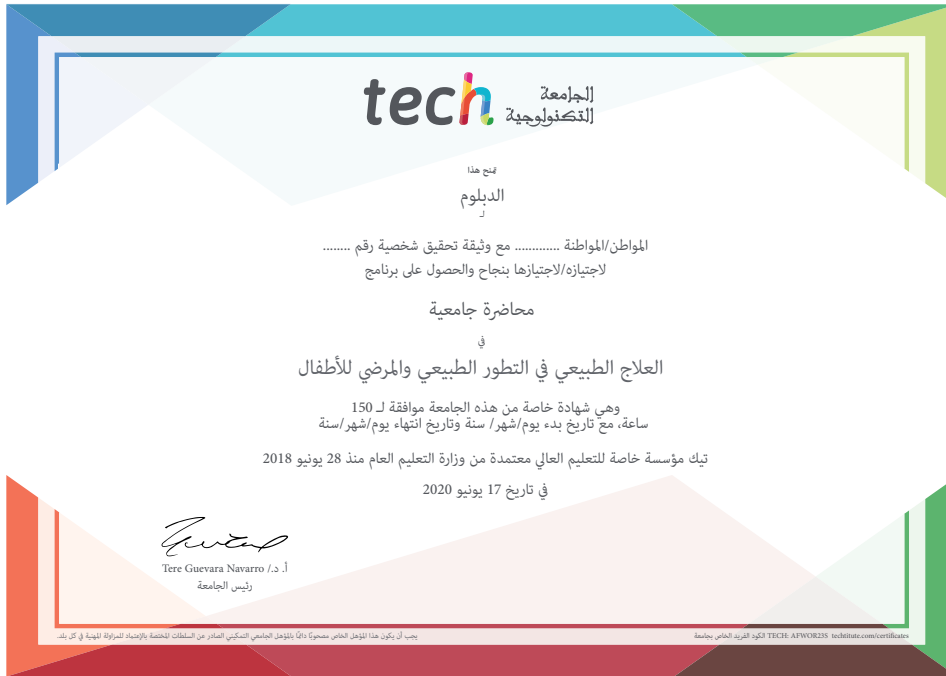 tech الجامعة
التكنولوجية
تمنح هذا
الدبلوم
لـ
المواطن/المواطنة ............ مع وثيقة تحقيق شخصية رقم ........
لاجتيازه/لاجتيازها بنجاح والحصول على برنامج
محاضرة جامعية
في
العلاج الطبيعي في التطور الطبيعي والمرضي للأطفال
وهي شهادة خاصة من هذه الجامعة موافقة لـ 150
ساعة، مع تاريخ بدء يوم/شهر/ سنة وتاريخ انتهاء يوم/شهر/سنة
تيك مؤسسة خاصة للتعليم العالي معتمدة من وزارة التعليم العام منذ 28 يونيو 2018
في تاريخ 17 يونيو 2020
أ. د./ Tere Guevara Navarro
رئيس الجامعة
يجب أن يكون هذا المؤهل الخاص مصحوبًا دائمًا بالمؤهل الجامعي التمكيني الصادر عن السلطات المختصة بالإعتماد للمزاولة المهنية في كل بلد.
الكود الفريد الخاص بجامعة TECH: AFWOR23S techtitute.com/certificates